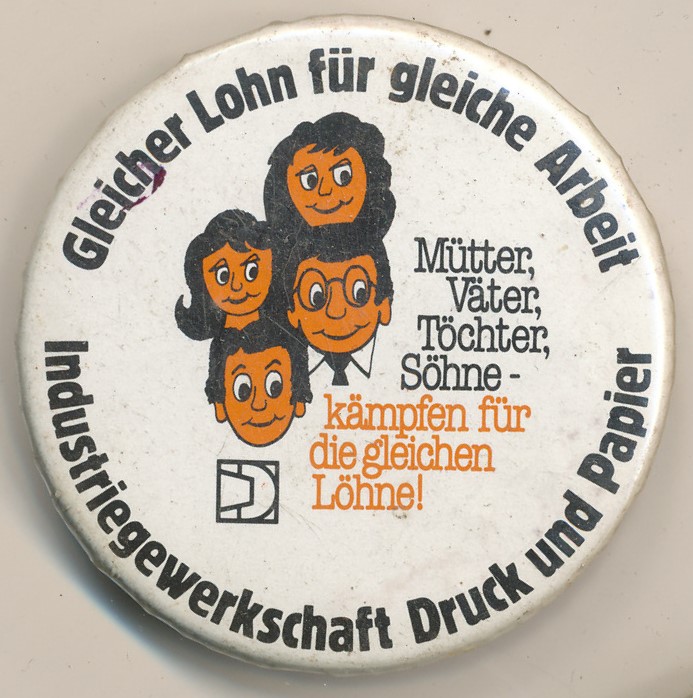 Gleicher Lohn für gleiche Arbeit
Mütter,
Väter,
Töchter,
Söhne -
kämpfen für
die gleichen
Löhne!
Industriegewerkschaft Druck und Papier